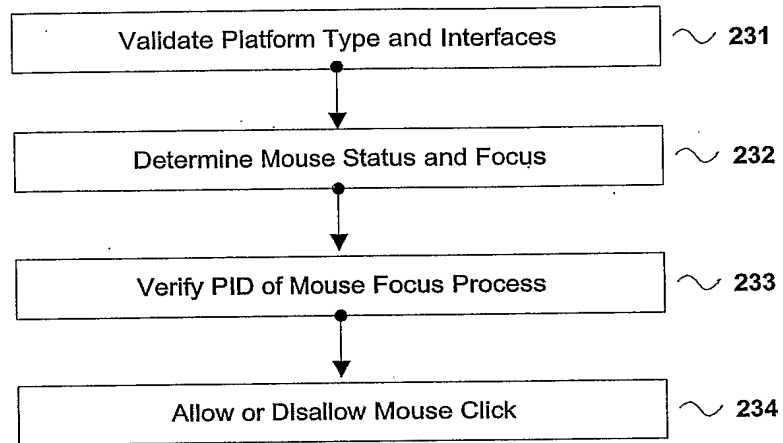 Validate Platform Type and Interfaces 231
Determine Mouse Status and Focus 232
Verify PID of Mouse Focus Process 233
Allow or Disallow Mouse Click 234